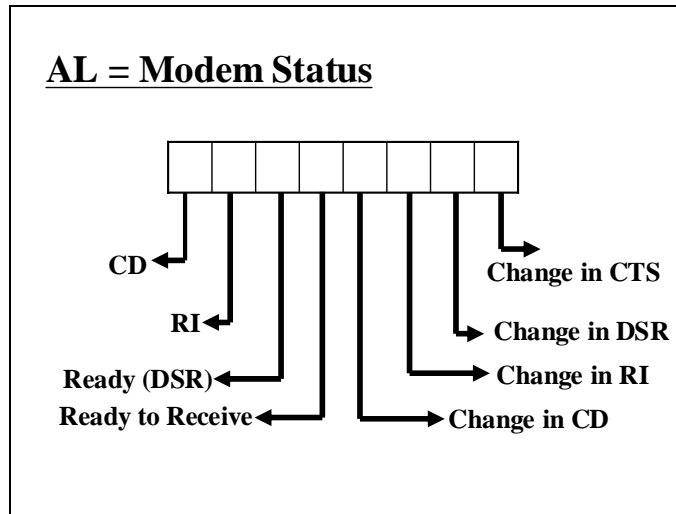 AL = Modem Status
CD
Change in CTS
RI
Change in DSR
Ready (DSR)
Change in RI
Ready to Receive
Change in CD